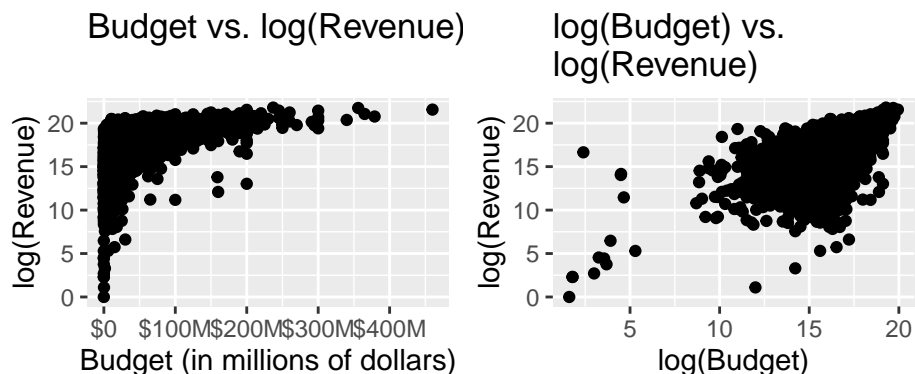 Budget vs. log(Revenue)
log(Revenue)
20
15
10
5
0
$0 $100M $200M $300M $400M
Budget (in millions of dollars)
log(Budget) vs.
log(Revenue)
log(Revenue)
20
15
10
5
0
5 10 15 20
log(Budget)